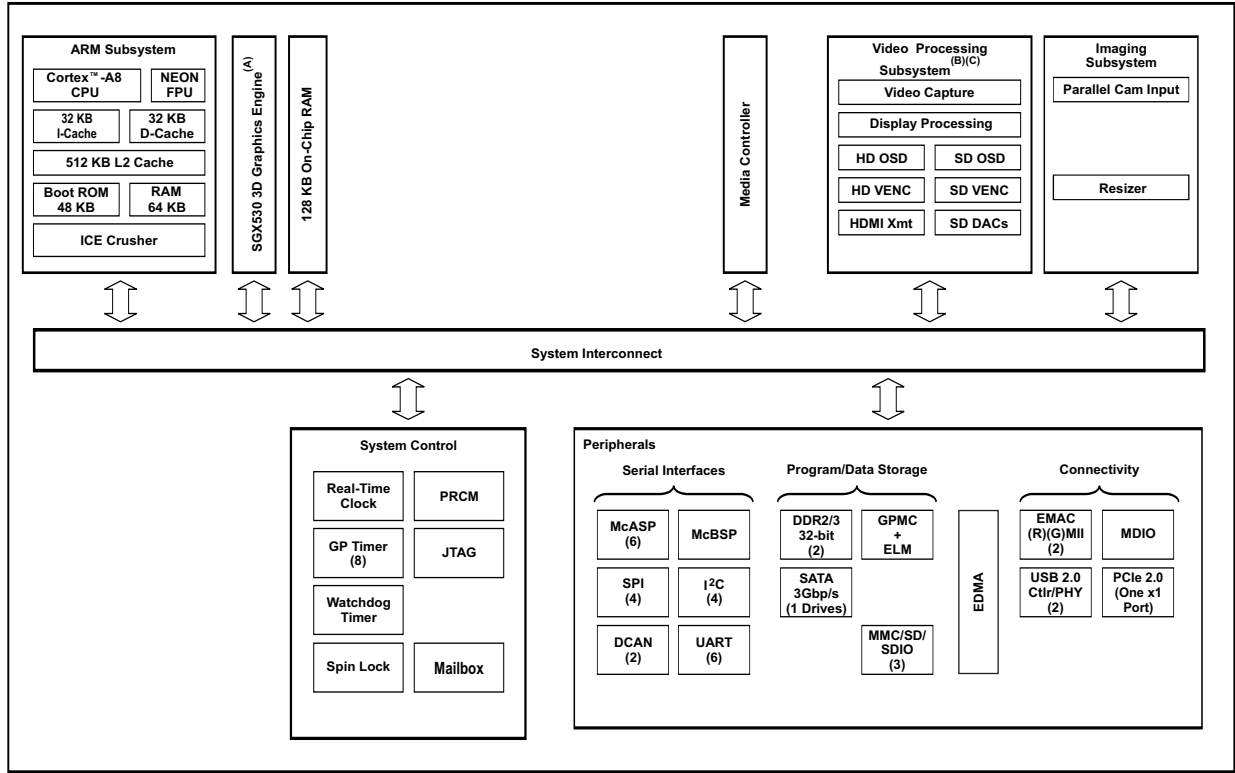 ARM Subsystem
Cortex™-A8
CPU
NEON
FPU
32 KB
I-Cache
32 KB
D-Cache
512 KB L2 Cache
Boot ROM
48 KB
RAM
64 KB
ICE Crusher
SGX530 3D Graphics Engine(A)
128 KB On-Chip RAM
Media Controller
Video Processing
Subsystem(B)(C)
Video Capture
Display Processing
HD OSD
SD OSD
HD VENC
SD VENC
HDMI Xmt
SD DACs
Imaging
Subsystem
Parallel Cam Input
Resizer
System Interconnect
System Control
Real-Time
Clock
PRCM
GP Timer
(8)
JTAG
Watchdog
Timer
Spin Lock
Mailbox
Peripherals
Serial Interfaces
McASP
(6)
McBSP
SPI
(4)
I²C
(4)
DCAN
(2)
UART
(6)
Program/Data Storage
DDR2/3
32-bit
(2)
GPMC
+
ELM
SATA
3Gbp/s
(1 Drives)
MMC/SD/
SDIO
(3)
EDMA
Connectivity
EMAC
(R)(G)MII
(2)
MDIO
USB 2.0
Ctlr/PHY
(2)
PCIe 2.0
(One x1
Port)